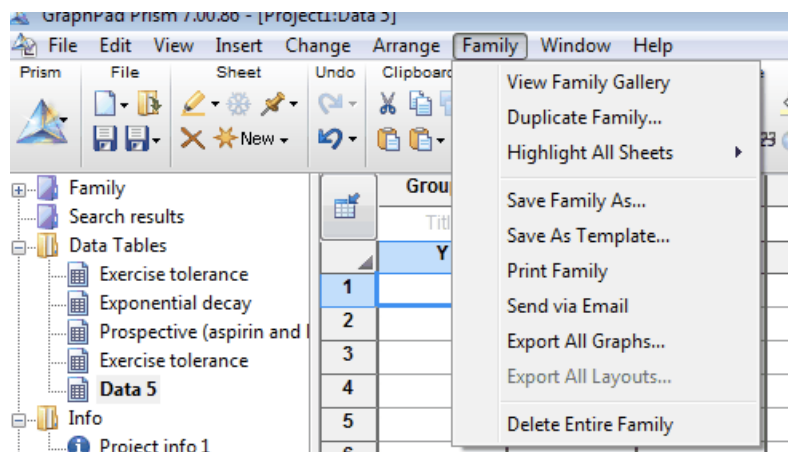 GraphPad Prism 7.00.86 - [Project1:Data 5]
File Edit View Insert Change Arrange Family Window Help
Prism File Sheet Undo Clipboard
New
View Family Gallery
Duplicate Family...
Highlight All Sheets
Save Family As...
Save As Template...
Print Family
Send via Email
Export All Graphs...
Export All Layouts...
Delete Entire Family
Family
Search results
Data Tables
Exercise tolerance
Exponential decay
Prospective (aspirin and
Exercise tolerance
Data 5
Info
Project info 1
Grou
Titl
Y
1
2
3
4
5